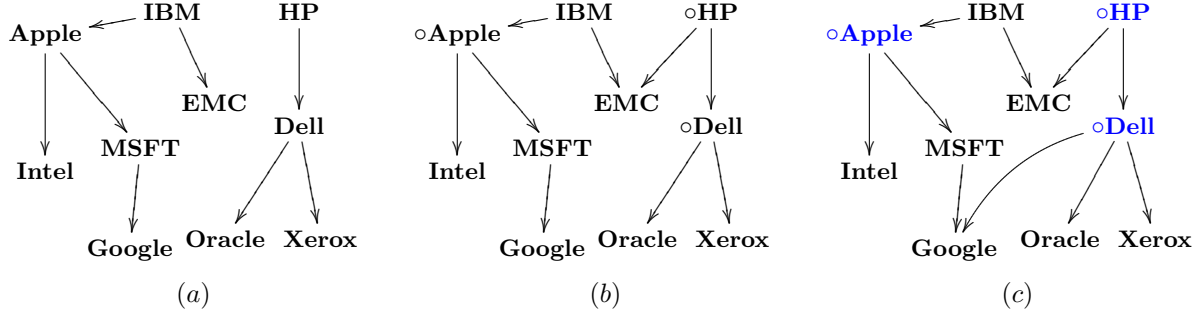 IBM HP
Apple
EMC
Dell
MSFT
Intel
Google Oracle Xerox
(a)
IBM ○HP
○Apple
EMC
○Dell
MSFT
Intel
Google Oracle Xerox
(b)
IBM ○HP
○Apple
EMC
○Dell
MSFT
Intel
Google Oracle Xerox
(c)